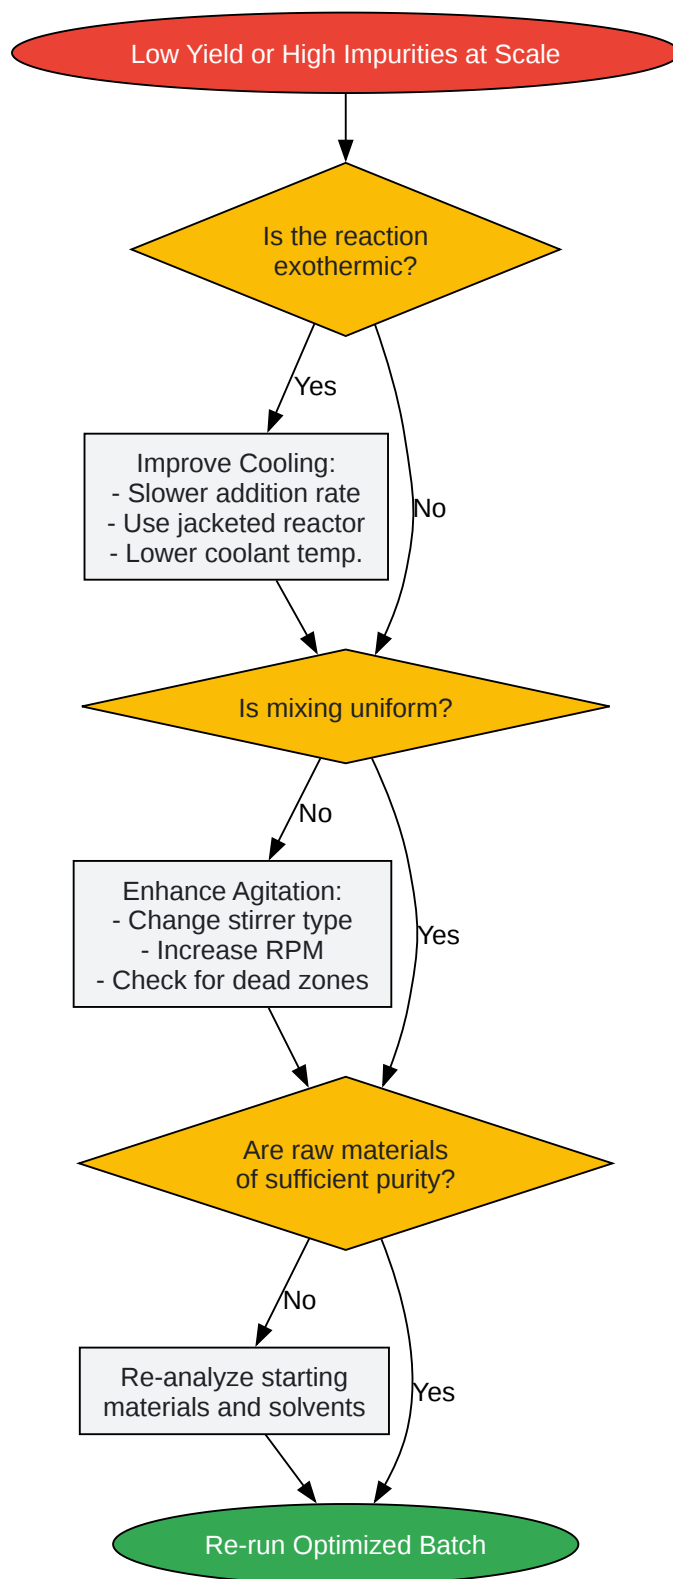 Low Yield or High Impurities at Scale
Is the reaction
exothermic?
Yes
Improve Cooling:
- Slower addition rate
- Use jacketed reactor
- Lower coolant temp.
No
Is mixing uniform?
No
Enhance Agitation:
- Change stirrer type
- Increase RPM
- Check for dead zones
Yes
Are raw materials
of sufficient purity?
No
Re-analyze starting
materials and solvents
Yes
Re-run Optimized Batch